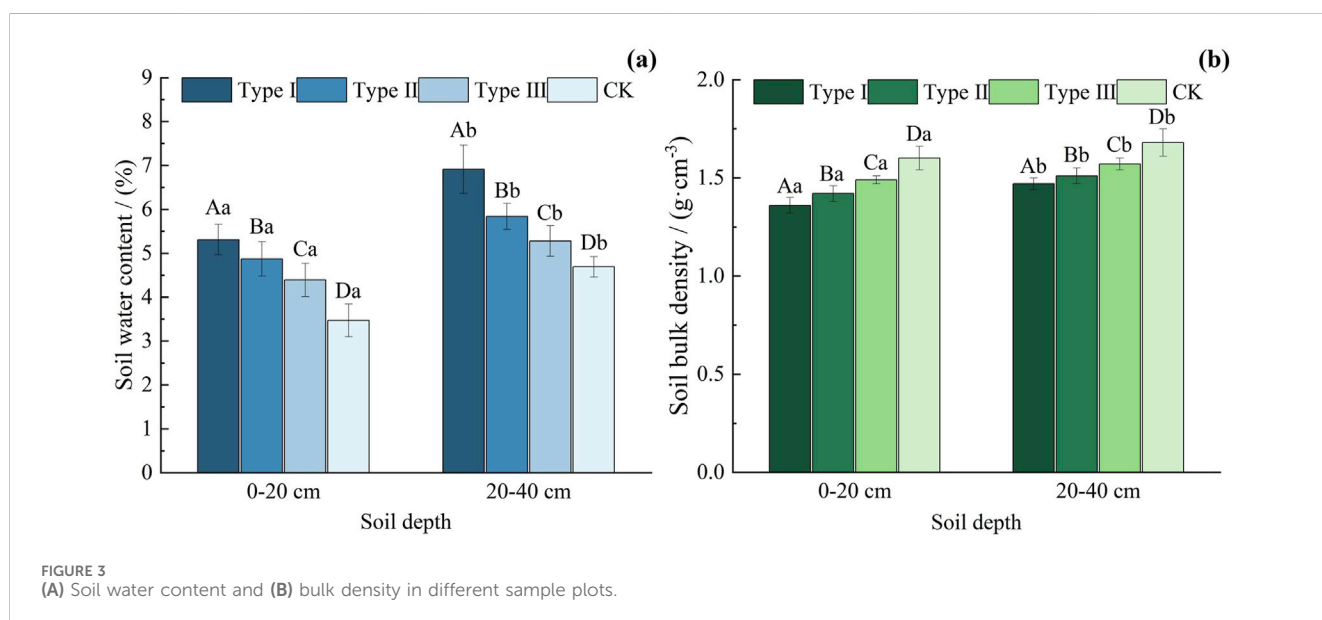 (a)
Type I Type II Type III CK
9
8
7
6
5
4
3
2
1
0
Soil water content / (%)
Aa Ba Ca Da
Ab Bb Cb Db
0-20 cm 20-40 cm
Soil depth
(b)
Type I Type II Type III CK
2.0
1.5
1.0
0.5
0.0
Soil bulk density / (g·cm⁻³)
Aa Ba Ca Da
Ab Bb Cb Db
0-20 cm 20-40 cm
Soil depth
FIGURE 3
(A) Soil water content and (B) bulk density in different sample plots.